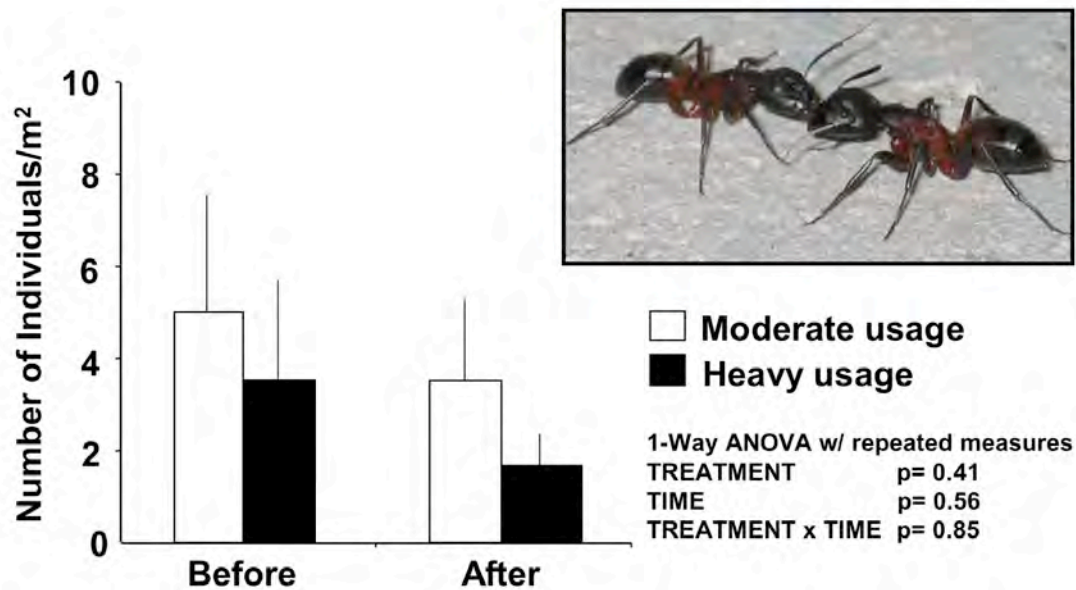 Number of Individuals/m²
10
8
6
4
2
0
Before
After
Moderate usage
Heavy usage
1-Way ANOVA w/ repeated measures
TREATMENT p= 0.41
TIME p= 0.56
TREATMENT x TIME p= 0.85